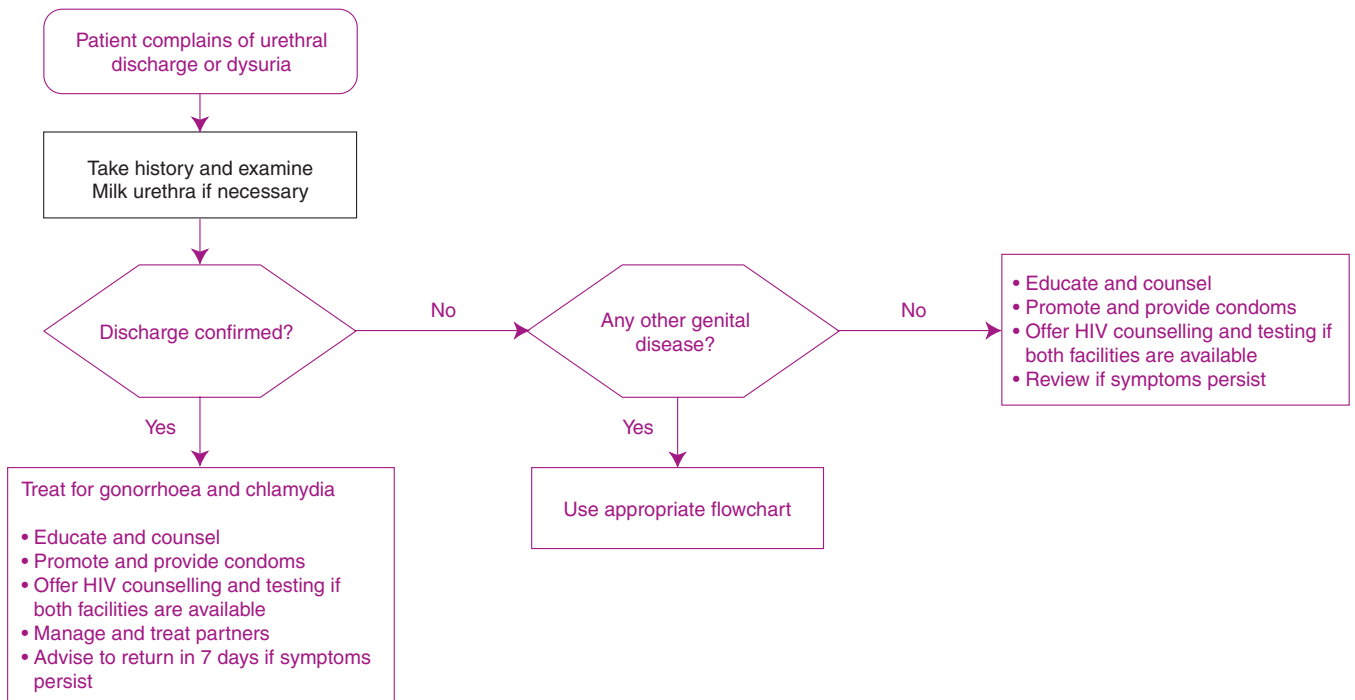 Patient complains of urethral
discharge or dysuria
Take history and examine
Milk urethra if necessary
Discharge confirmed?
No
Any other genital
disease?
No
• Educate and counsel
• Promote and provide condoms
• Offer HIV counselling and testing if
both facilities are available
• Review if symptoms persist
Yes
Yes
Treat for gonorrhoea and chlamydia
• Educate and counsel
• Promote and provide condoms
• Offer HIV counselling and testing if
both facilities are available
• Manage and treat partners
• Advise to return in 7 days if symptoms
persist
Use appropriate flowchart